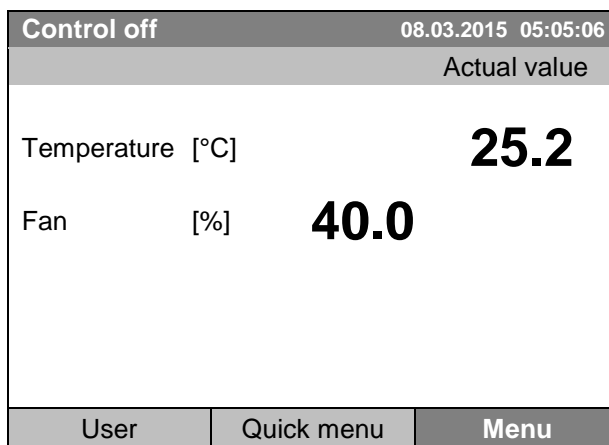 Control off 08.03.2015 05:05:06
Actual value
Temperature [°C] 25.2
Fan [%] 40.0
User Quick menu Menu